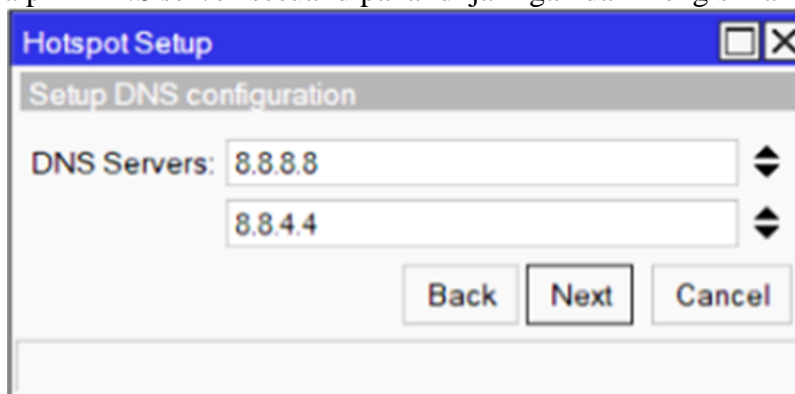 Hotspot Setup
Setup DNS configuration
DNS Servers: 8.8.8.8
8.8.4.4
Back Next Cancel